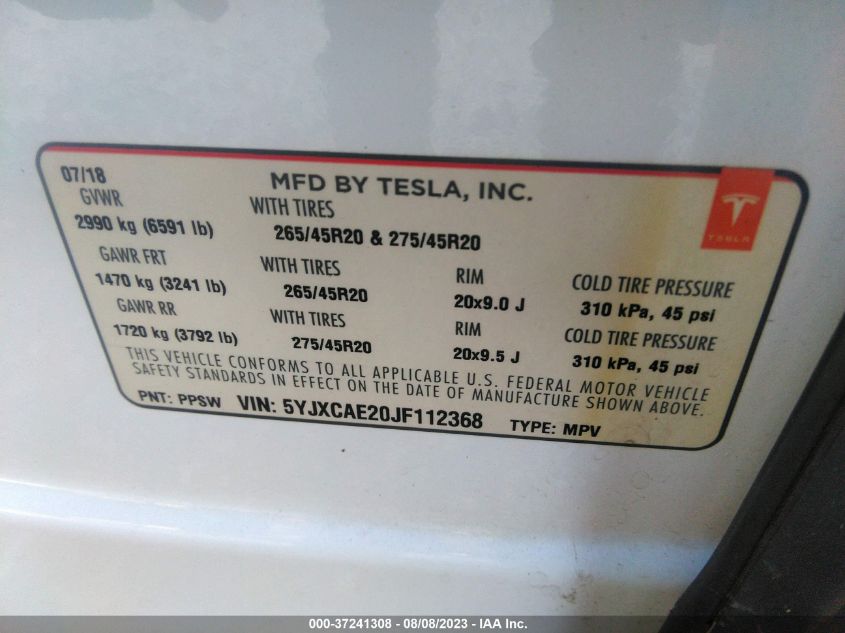 07/18 MFD BY TESLA, INC.
GVWR WITH TIRES
2990 kg (6591 lb) 265/45R20 & 275/45R20
TESLA
GAWR FRT WITH TIRES RIM COLD TIRE PRESSURE
1470 kg (3241 lb) 265/45R20 20x9.0 J 310 kPa, 45 psi
GAWR RR WITH TIRES RIM COLD TIRE PRESSURE
1720 kg (3792 lb) 275/45R20 20x9.5 J 310 kPa, 45 psi
THIS VEHICLE CONFORMS TO ALL APPLICABLE U.S. FEDERAL MOTOR VEHICLE
SAFETY STANDARDS IN EFFECT ON THE DATE OF MANUFACTURE SHOWN ABOVE.
PNT: PPSW VIN: 5YJXCAE20JF112368 TYPE: MPV
000-37241308 - 08/08/2023 - IAA Inc.